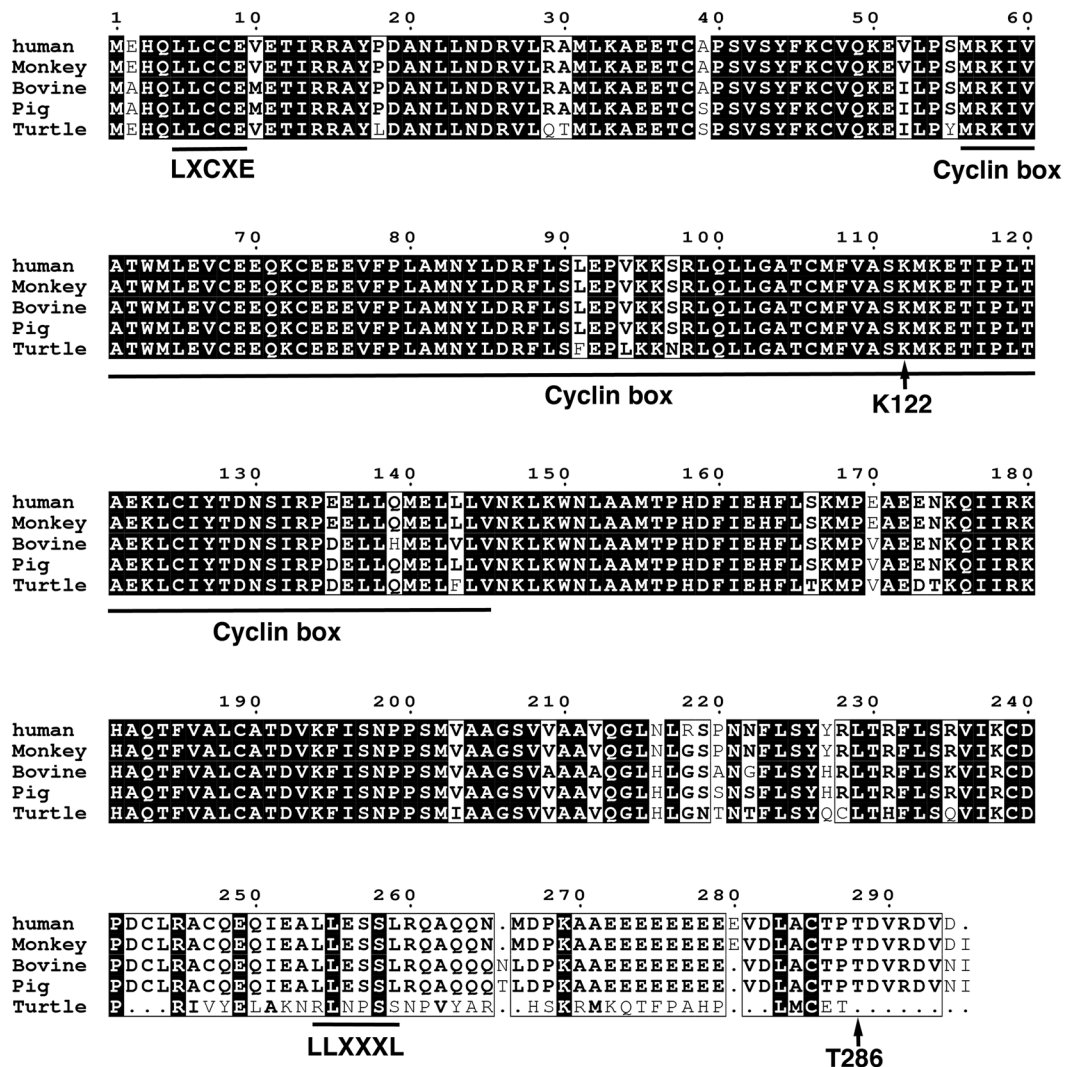 1 10 20 30 40 50 60
human MEHQLLCCEVETIRRAYPDANLLNDRVLRAMLKAEETCAPSVSYFKCVQKEVLPSMRKIV
Monkey MEHQLLCCEVETIRRAYPDANLLNDRVLRAMLKAEETCAPSVSYFKCVQKEVLPSMRKIV
Bovine MAHQLLCCEMETIRRAYPDANLLNDRVLRAMLKAEETCAPSVSYFKCVQKEILPSMRKIV
Pig MAHQLLCCEMETIRRAYPDANLLNDRVLRAMLKAEETCSPSVSYFKCVQKEILPSMRKIV
Turtle MEHQLLCCEVETIRRAYLDANLLNDRVLQTMLKAEETCSPSVSYFKCVQKEILPYMRKIV
LXCXE Cyclin box
70 80 90 100 110 120
human ATWMLEVCEEQKCEEEVFPLAMNYLDRFLSLEPVKKSRLQLLGATCMFVASKMKETIPLT
Monkey ATWMLEVCEEQKCEEEVFPLAMNYLDRFLSLEPVKKSRLQLLGATCMFVASKMKETIPLT
Bovine ATWMLEVCEEQKCEEEVFPLAMNYLDRFLSLEPVKKSRLQLLGATCMFVASKMKETIPLT
Pig ATWMLEVCEEQKCEEEVFPLAMNYLDRFLSLEPVKKSRLQLLGATCMFVASKMKETIPLT
Turtle ATWMLEVCEEQKCEEEVFPLAMNYLDRFLSFEPLKKNRLQLLGATCMFVASKMKETIPLT
Cyclin box K122
130 140 150 160 170 180
human AEKLCIYTDNSIRPEELLQMELLLVNKLKWNLAAMTPHDFIEHFLSKMPEAEENKQIIRK
Monkey AEKLCIYTDNSIRPEELLQMELLLVNKLKWNLAAMTPHDFIEHFLSKMPEAEENKQIIRK
Bovine AEKLCIYTDNSIRPDELLHMELVLVNKLKWNLAAMTPHDFIEHFLSKMPVAEENKQIIRK
Pig AEKLCIYTDNSIRPDELLQMELLLVNKLKWNLAAMTPHDFIEHFLSKMPVAEENKQIIRK
Turtle AEKLCIYTDNSIRPDELLQMELFLVNKLKWNLAAMTPHDFIEHFLTKMPVAEDTKQIIRK
Cyclin box
190 200 210 220 230 240
human HAQTFVALCATDVKFISNPPSMVAAGSVVAAVQGLNLRSPNNFLSYYRLTRFLSRVIKCD
Monkey HAQTFVALCATDVKFISNPPSMVAAGSVVAAVQGLNLGSPNNFLSYYRLTRFLSRVIKCD
Bovine HAQTFVALCATDVKFISNPPSMVAAGSVAAAAQGLHLGSANGFLSYHRLTRFLSKVIRCD
Pig HAQTFVALCATDVKFISNPPSMVAAGSVVAAVQGLHLGSSNSFLSYHRLTRFLSRVIRCD
Turtle HAQTFVALCATDVKFISNPPSMIAAGSVVAAVQGLHLGNTNTFLSYQCLTHFLSQVIKCD
250 260 270 280 290
human PDCLRACQEQIEALLESSLRQAQQN.MDPKAAEEEEEEEEEVDLACTPTDVRDVD.
Monkey PDCLRACQEQIEALLESSLRQAQQN.MDPKAAEEEEEEEEEVDLACTPTDVRDVDI
Bovine PDCLRACQEQIEALLESSLRQAQQQNLDPKAAEEEEEEEE.VDLACTPTDVRDVNI
Pig PDCLRACQEQIEALLESSLRQAQQQTLDPKAAEEEEEEEE.VDLACTPTDVRDVNI
Turtle P...RIVYELAKNRLNPSSNPVYAR..HSKRMKQTFPAHP...LMCET........
LLXXXL T286